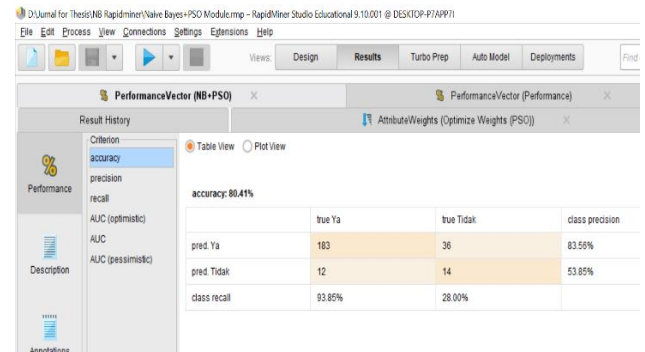 D:\Jurnal for Thesis\NB Rapidminer\Naive Bayes+PSO Module.rmp – RapidMiner Studio Educational 9.10.001 @ DESKTOP-P7APP7I
File Edit Process View Connections Settings Extensions Help
Views: Design Results Turbo Prep Auto Model Deployments Find
PerformanceVector (NB+PSO) PerformanceVector (Performance)
Result History AttributeWeights (Optimize Weights (PSO))
Criterion
accuracy
precision
recall
AUC (optimistic)
AUC
AUC (pessimistic)
Performance
Description
Annotations
Table View Plot View
accuracy: 80.41%
true Ya true Tidak class precision
pred. Ya 183 36 83.56%
pred. Tidak 12 14 53.85%
class recall 93.85% 28.00%